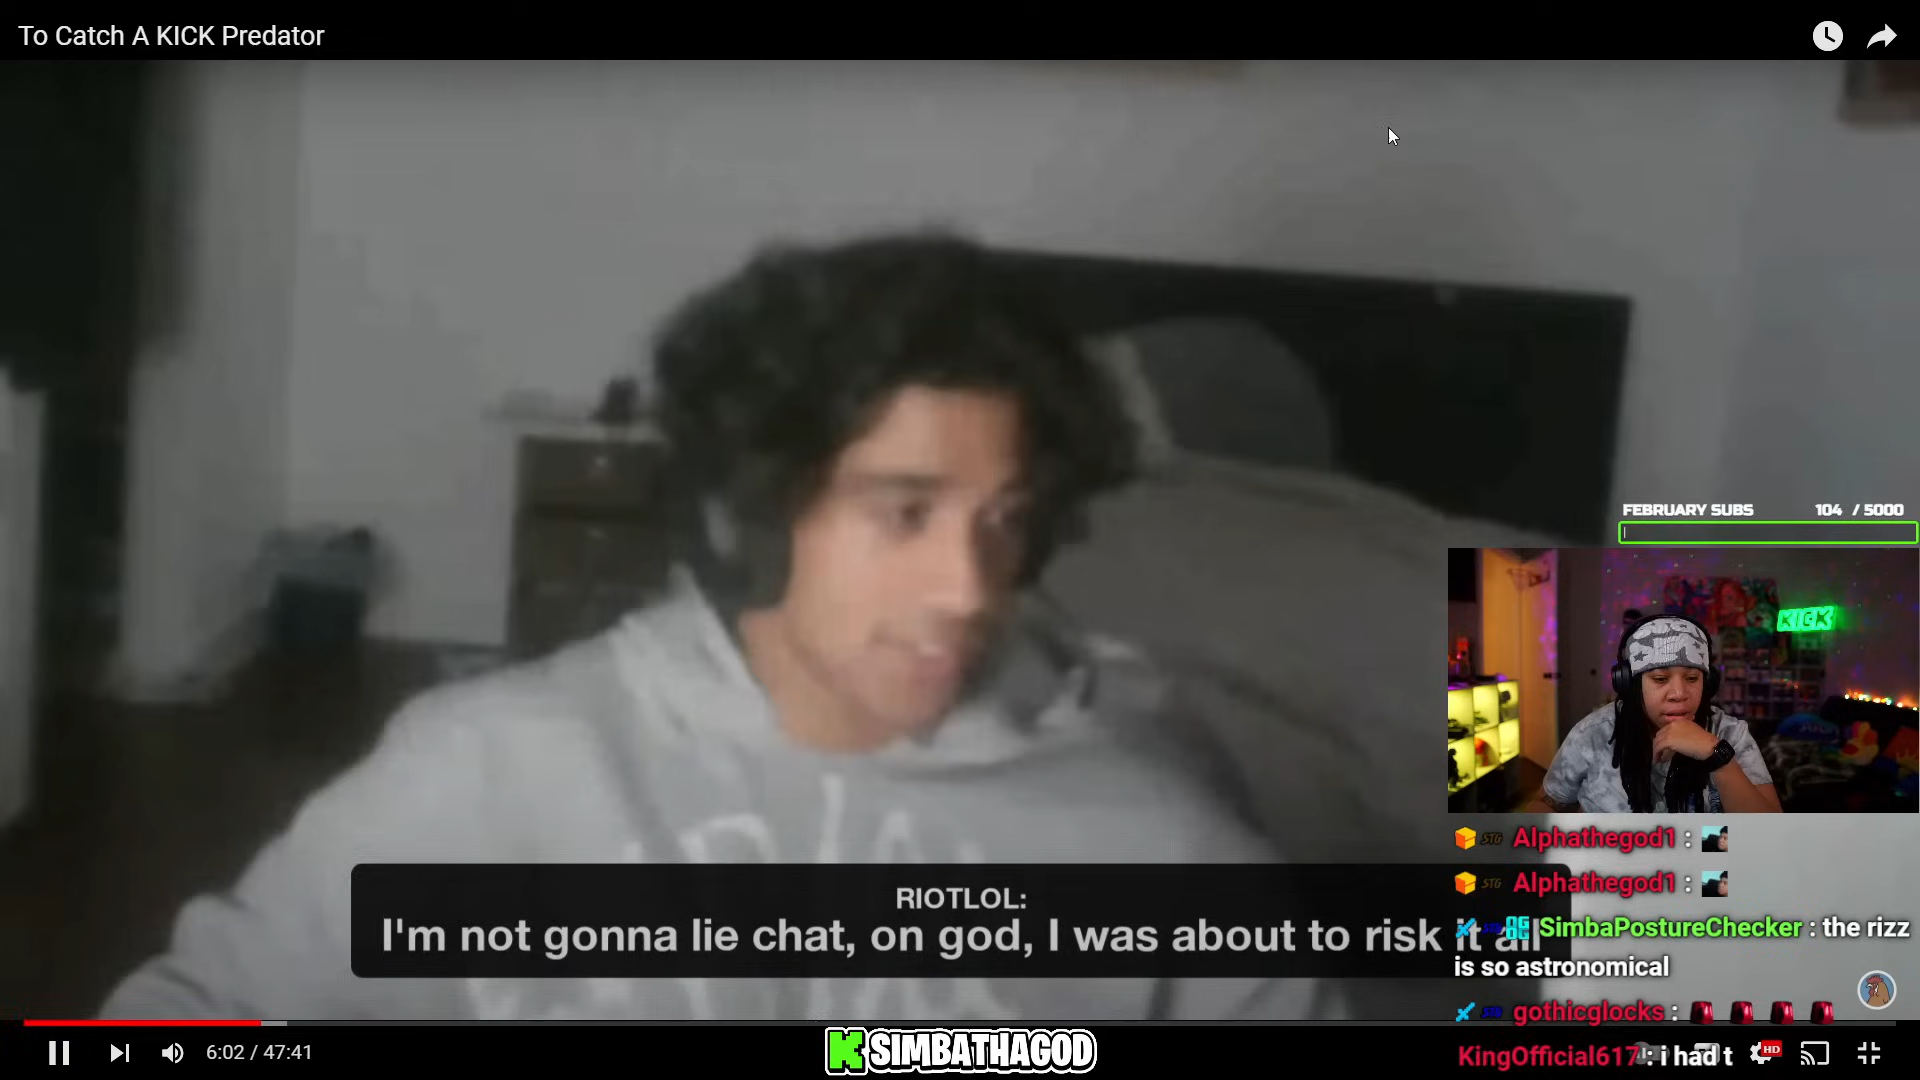 To Catch A KICK Predator
FEBRUARY SUBS 104 / 5000
KICK
RIOTLOL:
I'm not gonna lie chat, on god, I was about to risk it all
Alphathegod1 :
Alphathegod1 :
SimbaPostureChecker : the rizz
is so astronomical
gothicglocks :
KingOfficial617 : i had t
HD
6:02 / 47:41
K SIMBATHAGOD